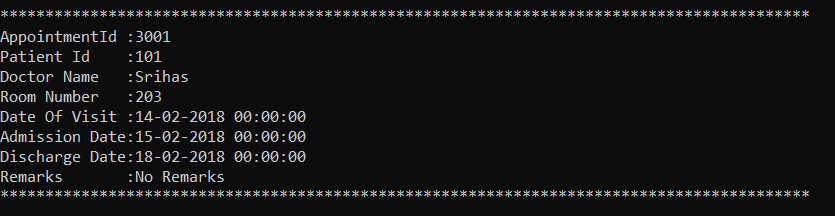 ******************************************************************************************
AppointmentId :3001
Patient Id    :101
Doctor Name   :Srihas
Room Number   :203
Date Of Visit :14-02-2018 00:00:00
Admission Date:15-02-2018 00:00:00
Discharge Date:18-02-2018 00:00:00
Remarks       :No Remarks
******************************************************************************************